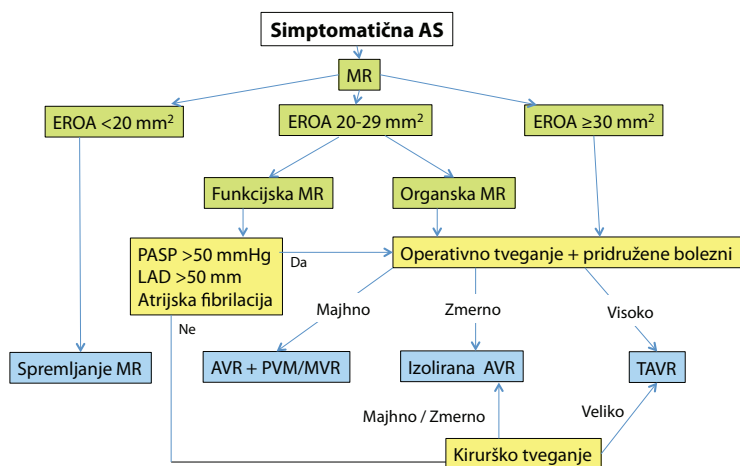 Simptomatična AS
MR
EROA <20 mm²
EROA 20-29 mm²
EROA ≥30 mm²
Funkcijska MR
Organska MR
PASP >50 mmHg
LAD >50 mm
Atrijska fibrilacija
Da
Operativno tveganje + pridružene bolezni
Ne
Majhno
Zmerno
Visoko
Spremljanje MR
AVR + PVM/MVR
Izolirana AVR
TAVR
Majhno / Zmerno
Veliko
Kirurško tveganje